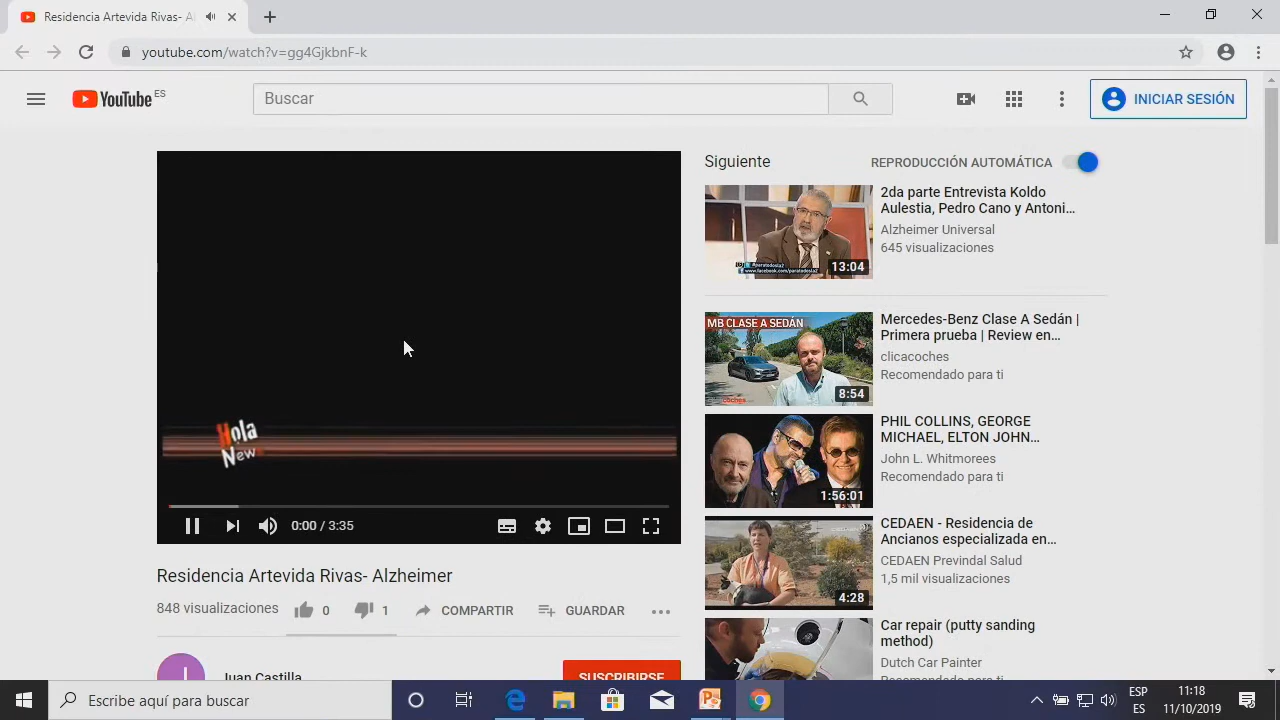 Residencia Artevida Rivas- Al
youtube.com/watch?v=gg4GjkbnF-k
YouTube ES
Buscar
INICIAR SESIÓN
Hola
News
0:00 / 3:35
Residencia Artevida Rivas- Alzheimer
848 visualizaciones
0
1
COMPARTIR
GUARDAR
Juan Castilla
SUSCRIBIRSE
Siguiente
REPRODUCCIÓN AUTOMÁTICA
13:04
2da parte Entrevista Koldo
Aulestia, Pedro Cano y Antoni…
Alzheimer Universal
645 visualizaciones
MB CLASE A SEDÁN
8:54
Mercedes-Benz Clase A Sedán |
Primera prueba | Review en…
clicacoches
Recomendado para ti
1:56:01
PHIL COLLINS, GEORGE
MICHAEL, ELTON JOHN…
John L. Whitmorees
Recomendado para ti
4:28
CEDAEN - Residencia de
Ancianos especializada en…
CEDAEN Previndal Salud
1,5 mil visualizaciones
Car repair (putty sanding
method)
Dutch Car Painter
Escribe aquí para buscar
ESP
ES
11:18
11/10/2019